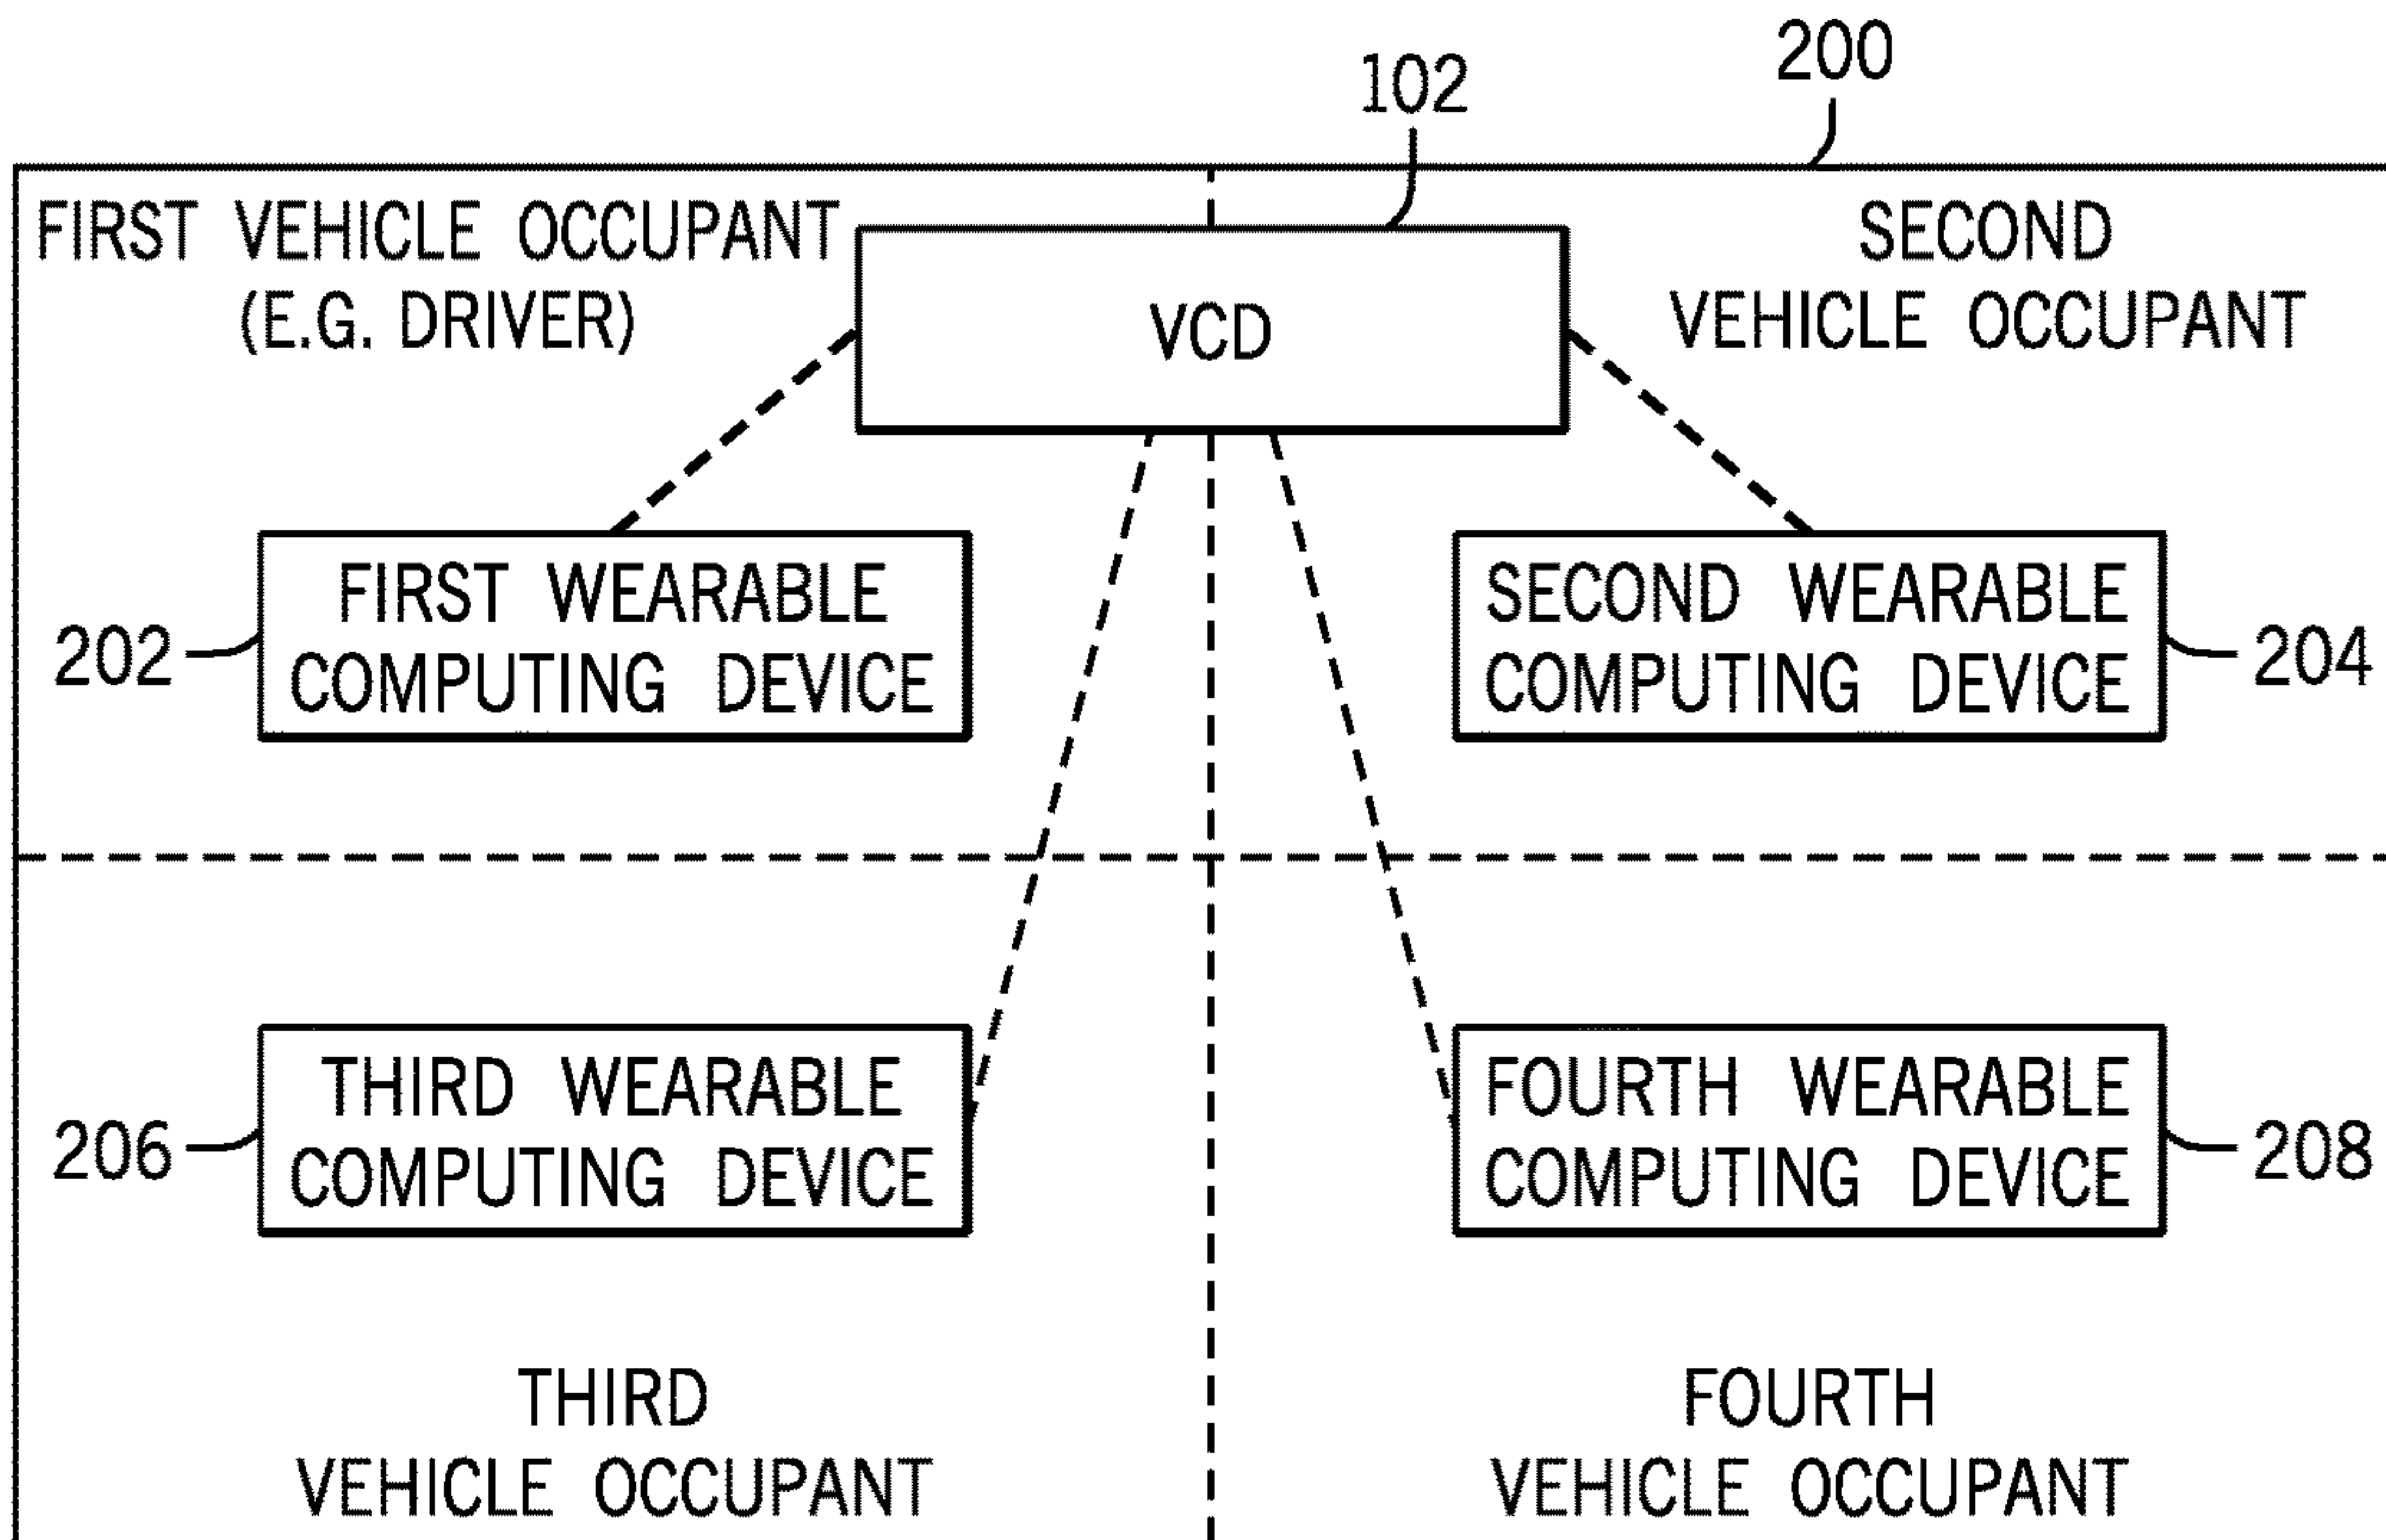 200
102
FIRST VEHICLE OCCUPANT
(E.G. DRIVER)
VCD
SECOND
VEHICLE OCCUPANT
FIRST WEARABLE
COMPUTING DEVICE
202
SECOND WEARABLE
COMPUTING DEVICE
204
THIRD WEARABLE
COMPUTING DEVICE
206
FOURTH WEARABLE
COMPUTING DEVICE
208
THIRD
VEHICLE OCCUPANT
FOURTH
VEHICLE OCCUPANT